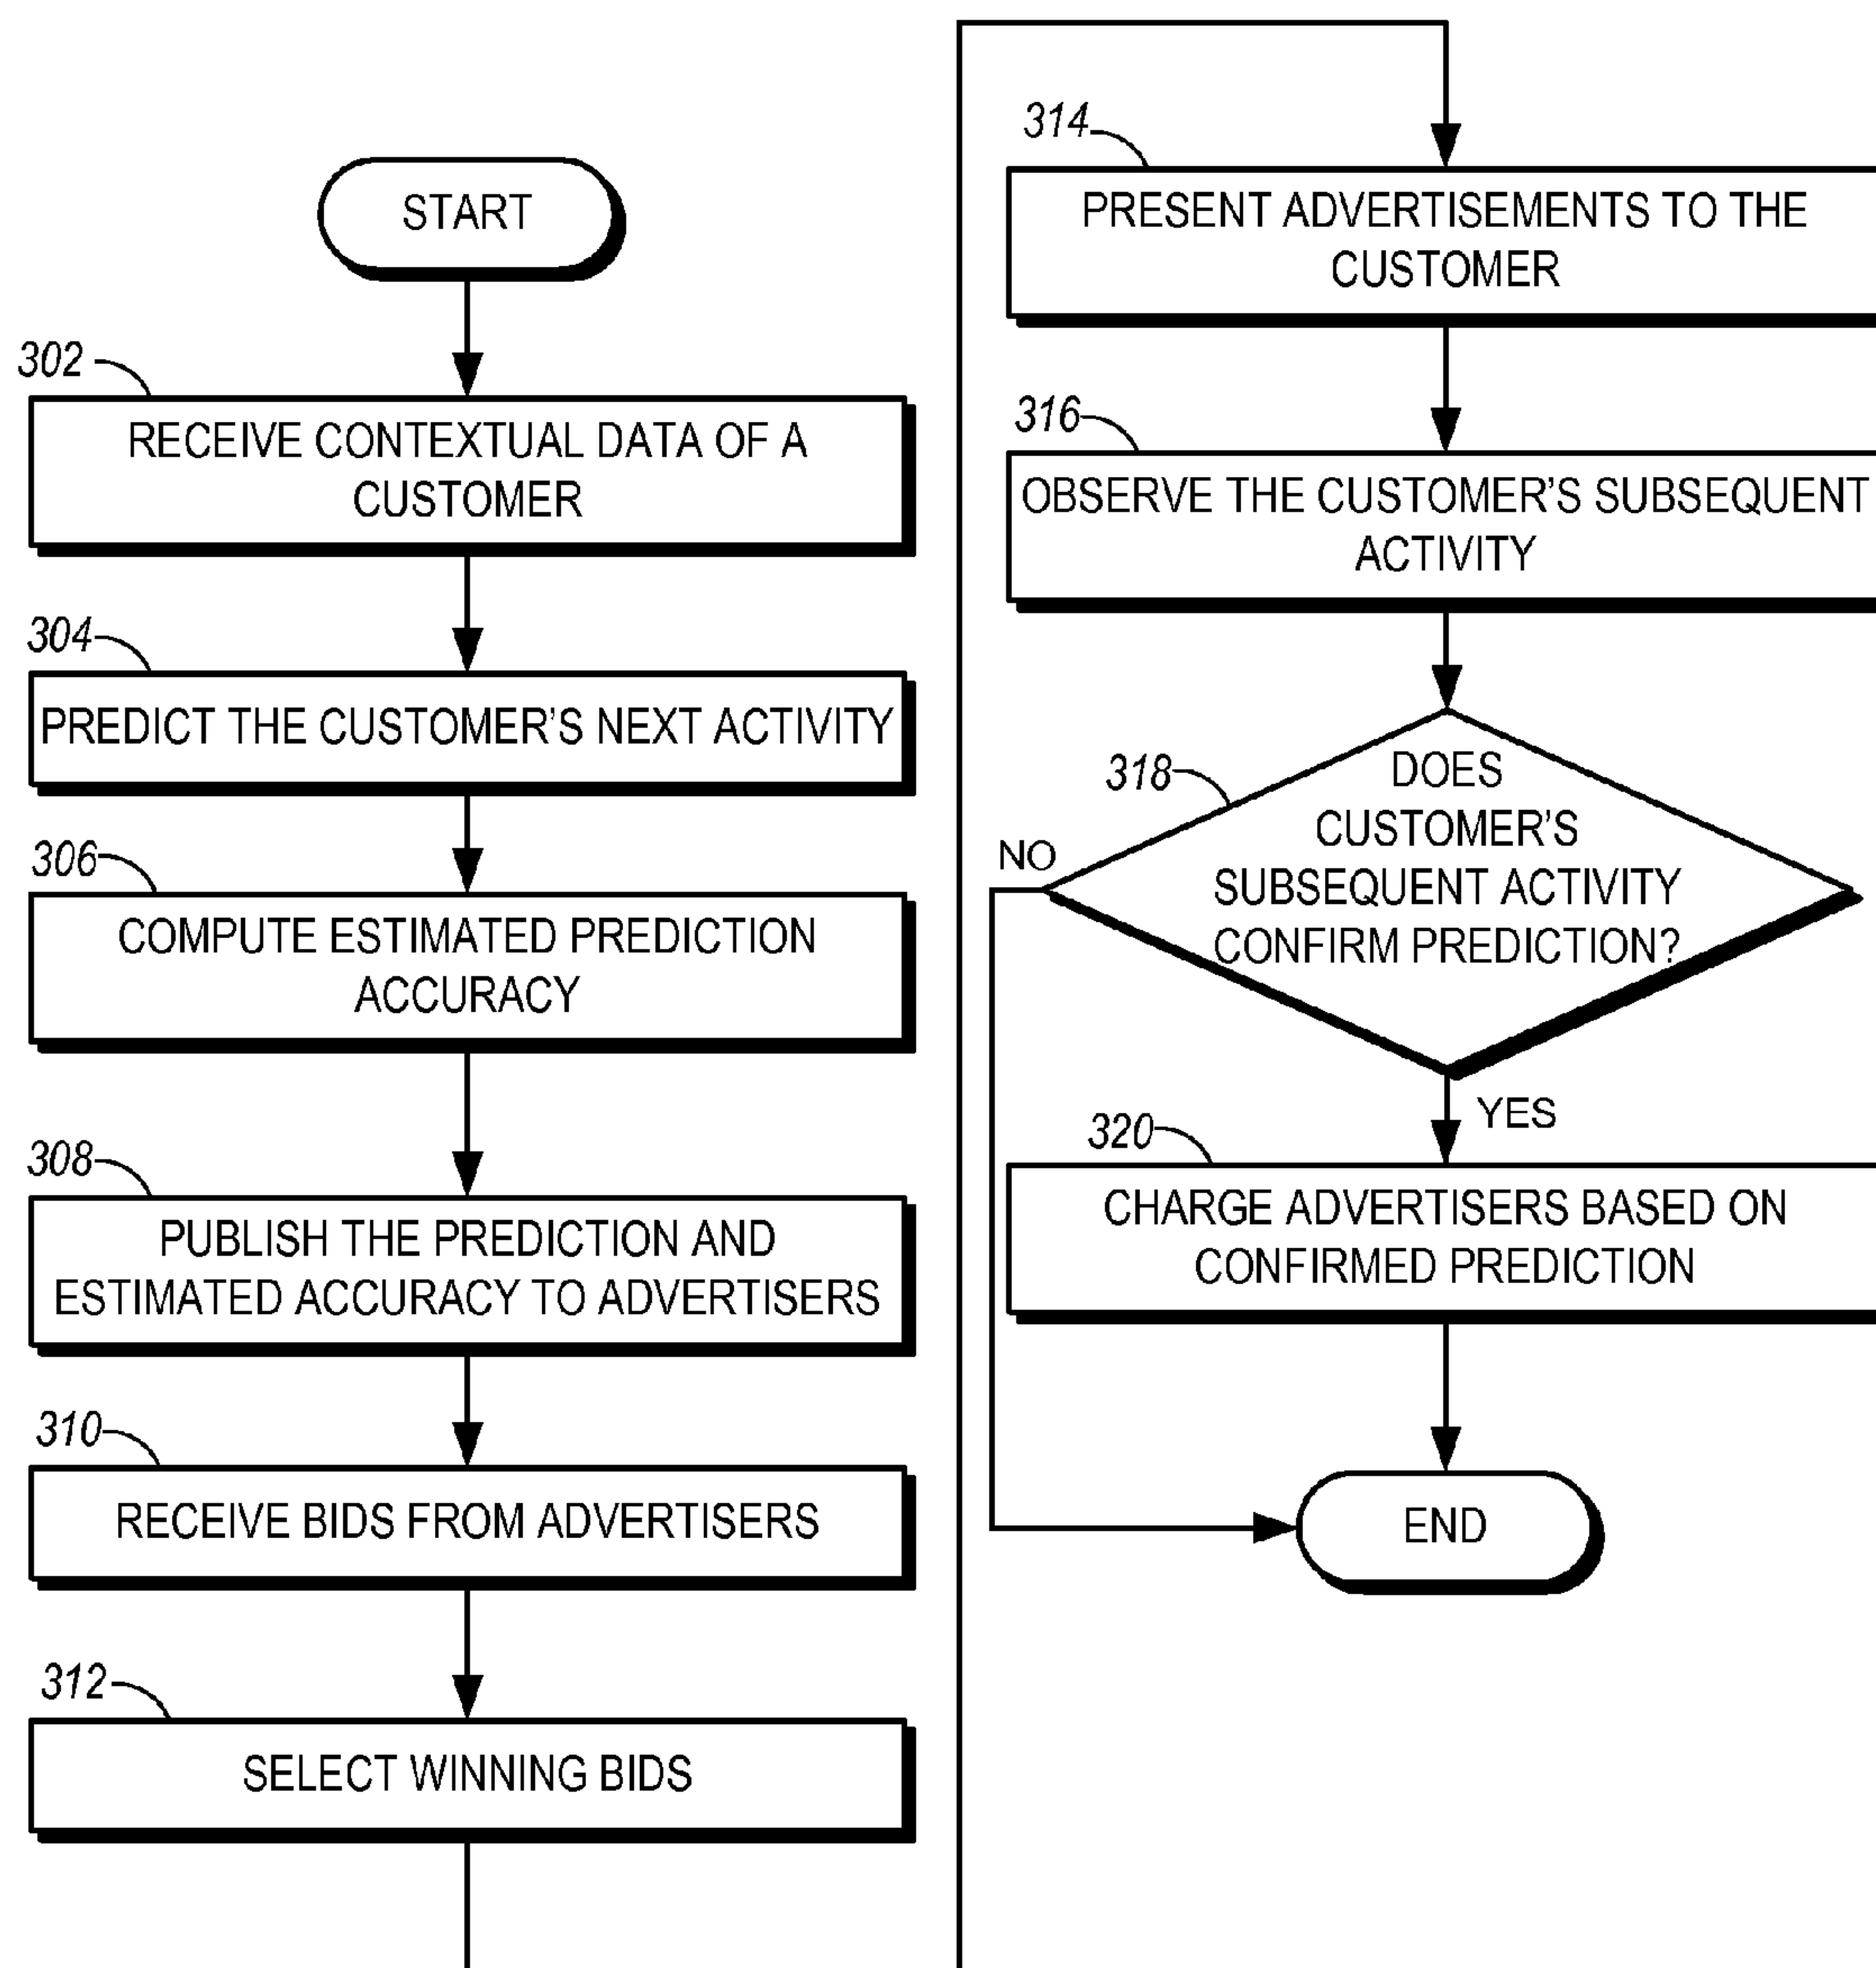 START
302
RECEIVE CONTEXTUAL DATA OF A
CUSTOMER
304
PREDICT THE CUSTOMER'S NEXT ACTIVITY
306
COMPUTE ESTIMATED PREDICTION
ACCURACY
308
PUBLISH THE PREDICTION AND
ESTIMATED ACCURACY TO ADVERTISERS
310
RECEIVE BIDS FROM ADVERTISERS
312
SELECT WINNING BIDS
314
PRESENT ADVERTISEMENTS TO THE
CUSTOMER
316
OBSERVE THE CUSTOMER'S SUBSEQUENT
ACTIVITY
318
DOES
CUSTOMER'S
SUBSEQUENT ACTIVITY
CONFIRM PREDICTION?
NO
YES
320
CHARGE ADVERTISERS BASED ON
CONFIRMED PREDICTION
END